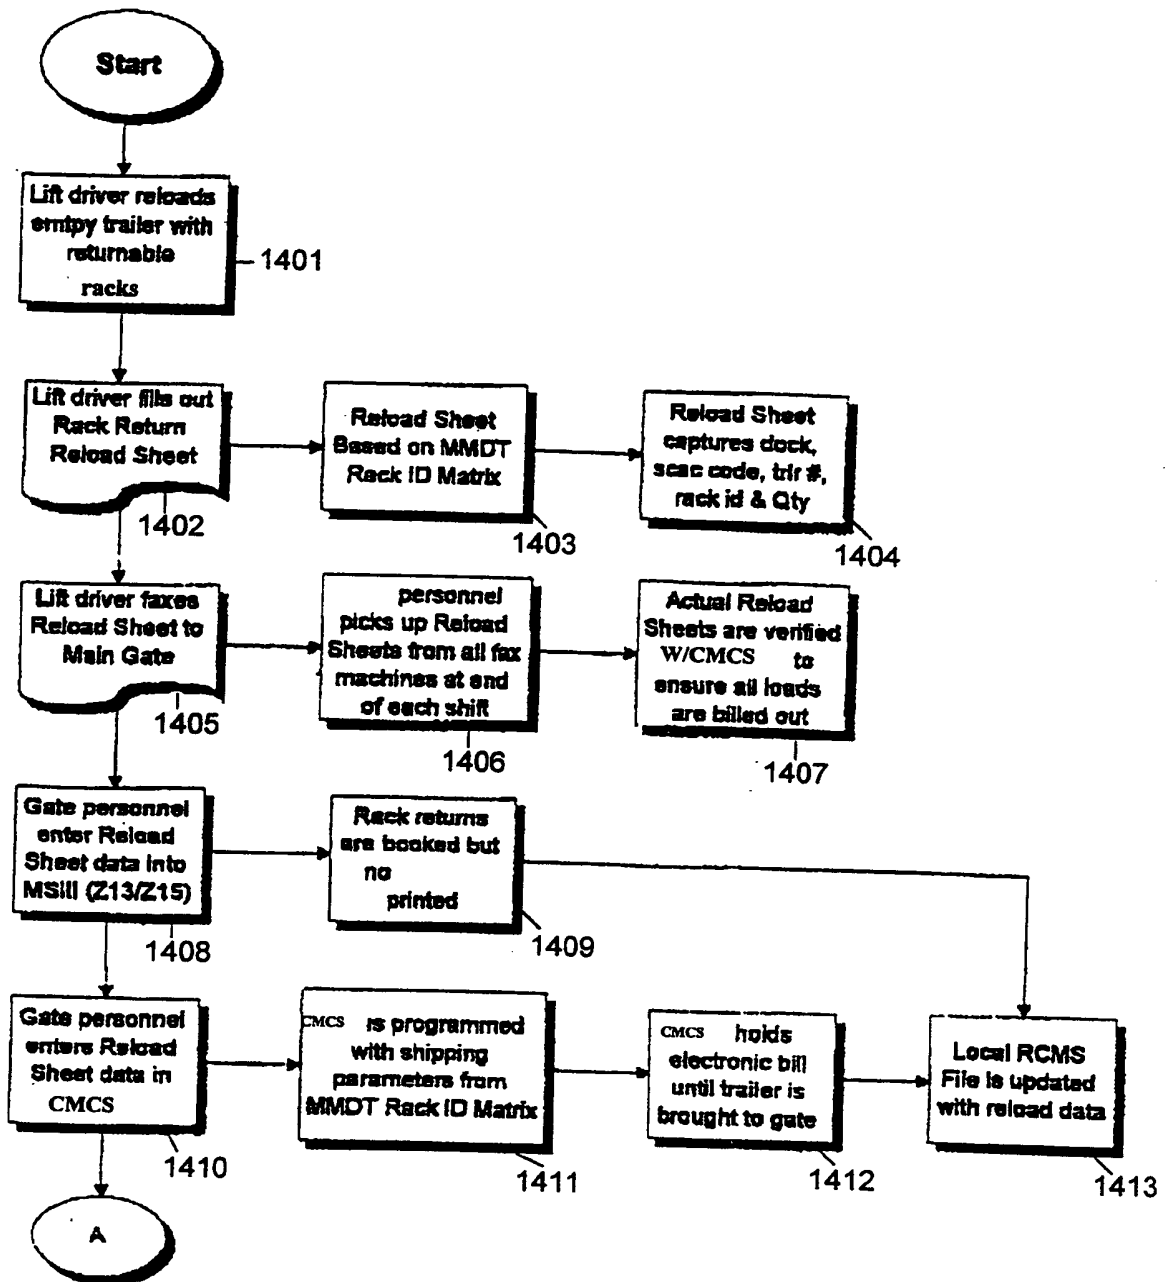 Start
Lift driver reloads
emtpy trailer with
returnable
racks
1401
Lift driver fills out
Rack Return
Reload Sheet
1402
Reload Sheet
Based on MMDT
Rack ID Matrix
1403
Reload Sheet
captures dock,
scac code, trlr #,
rack id & Qty
1404
Lift driver faxes
Reload Sheet to
Main Gate
1405
personnel
picks up Reload
Sheets from all fax
machines at end
of each shift
1406
Actual Reload
Sheets are verified
W/CMCS to
ensure all loads
are billed out
1407
Gate personnel
enter Reload
Sheet data into
MSIII (Z13/Z15)
1408
Rack returns
are booked but
no
printed
1409
Gate personnel
enters Reload
Sheet data in
CMCS
1410
CMCS is programmed
with shipping
parameters from
MMDT Rack ID Matrix
1411
CMCS holds
electronic bill
until trailer is
brought to gate
1412
Local RCMS
File is updated
with reload data
1413
A